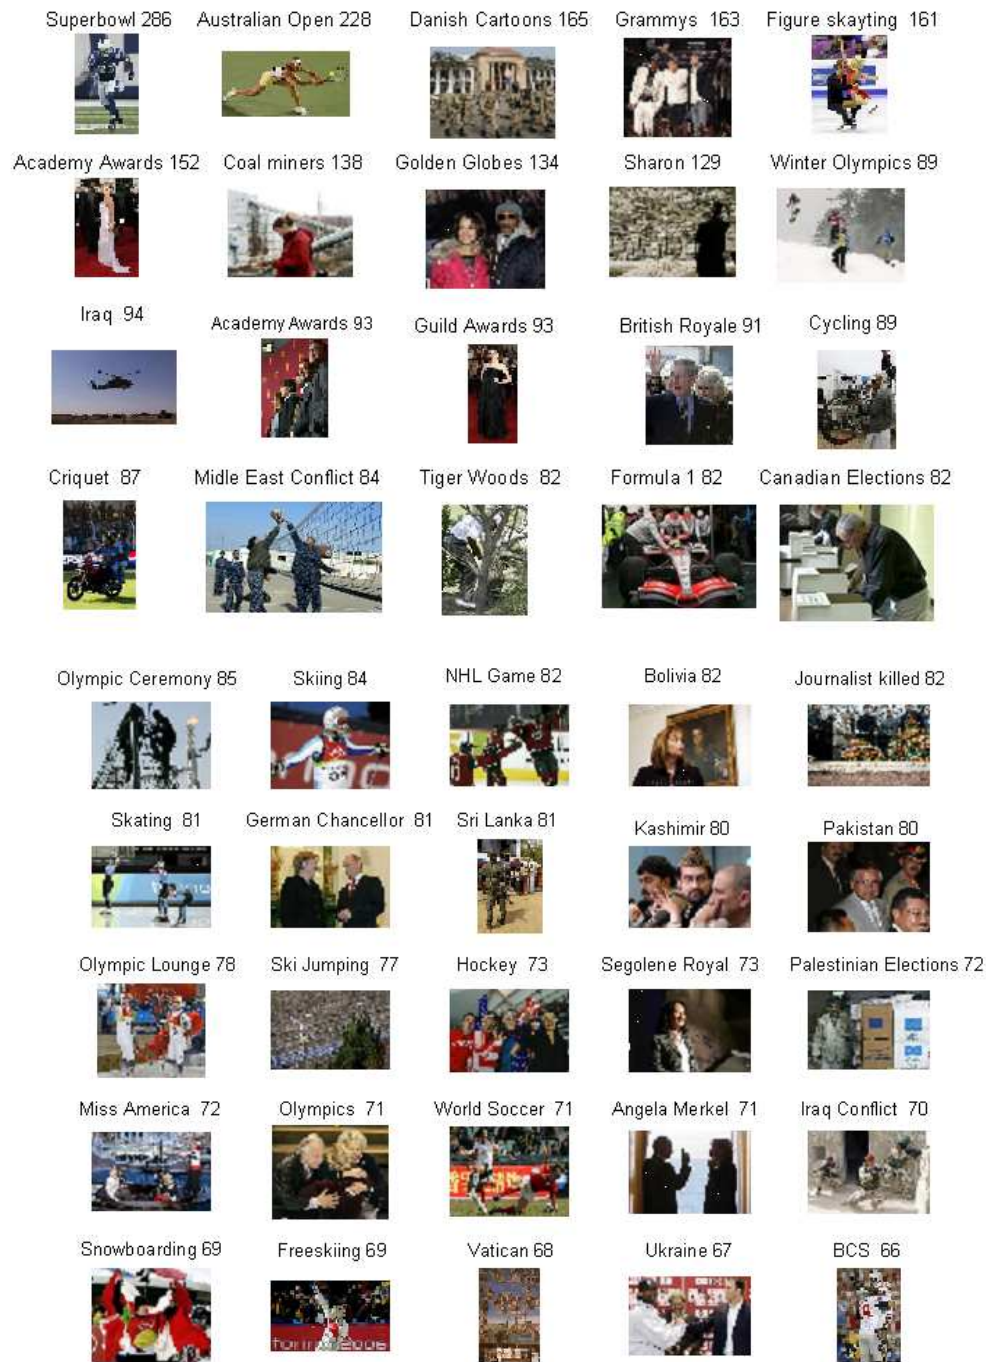 Superbowl 286 Australian Open 228 Danish Cartoons 165 Grammys 163 Figure skayting 161
Academy Awards 152 Coal miners 138 Golden Globes 134 Sharon 129 Winter Olympics 89
Iraq 94 Academy Awards 93 Guild Awards 93 British Royale 91 Cycling 89
Criquet 87 Midle East Conflict 84 Tiger Woods 82 Formula 1 82 Canadian Elections 82
Olympic Ceremony 85 Skiing 84 NHL Game 82 Bolivia 82 Journalist killed 82
Skating 81 German Chancellor 81 Sri Lanka 81 Kashimir 80 Pakistan 80
Olympic Lounge 78 Ski Jumping 77 Hockey 73 Segolene Royal 73 Palestinian Elections 72
Miss America 72 Olympics 71 World Soccer 71 Angela Merkel 71 Iraq Conflict 70
Snowboarding 69 Freeskiing 69 Vatican 68 Ukraine 67 BCS 66